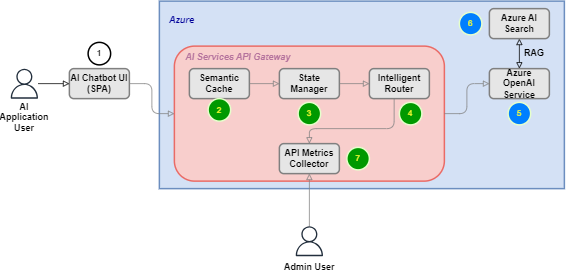 Azure
6
Azure AI
Search
1
AI Services API Gateway
RAG
AI Chatbot UI
(SPA)
Semantic
Cache
State
Manager
Intelligent
Router
Azure
OpenAI
Service
AI
Application
User
2
3
4
5
API Metrics
Collector
7
Admin User